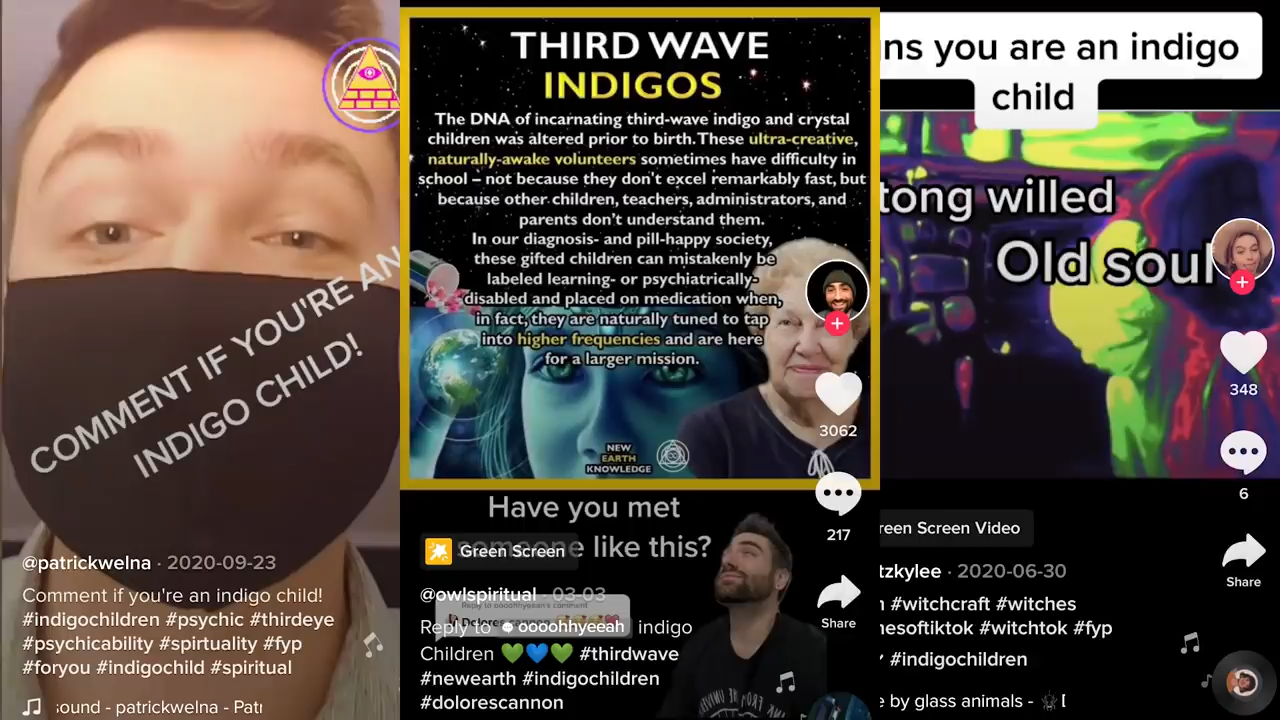 COMMENT IF YOU'RE AN
INDIGO CHILD!
@patrickwelna · 2020-09-23
Comment if you're an indigo child!
#indigochildren #psychic #thirdeye
#psychicability #spirtuality #fyp
#foryou #indigochild #spiritual
sound - patrickwelna - Patr
THIRD WAVE
INDIGOS
The DNA of incarnating third-wave indigo and crystal
children was altered prior to birth. These ultra-creative,
naturally-awake volunteers sometimes have difficulty in
school – not because they don't excel remarkably fast, but
because other children, teachers, administrators, and
parents don't understand them.
In our diagnosis- and pill-happy society,
these gifted children can mistakenly be
labeled learning- or psychiatrically-
disabled and placed on medication when,
in fact, they are naturally tuned to tap
into higher frequencies and are here
for a larger mission.
NEW
EARTH
KNOWLEDGE
3062
217
Share
Have you met
someone like this?
Green Screen
@owlspiritual · 03-03
Reply to oooohhyeeah's comment
Reply to oooohhyeeah indigo
Children 💚💙💚 #thirdwave
#newearth #indigochildren
#dolorescannon
ns you are an indigo
child
tong willed
Old soul
348
6
Share
reen Screen Video
tzkylee · 2020-06-30
#witchcraft #witches
nesoftiktok #witchtok #fyp
#indigochildren
e by glass animals -